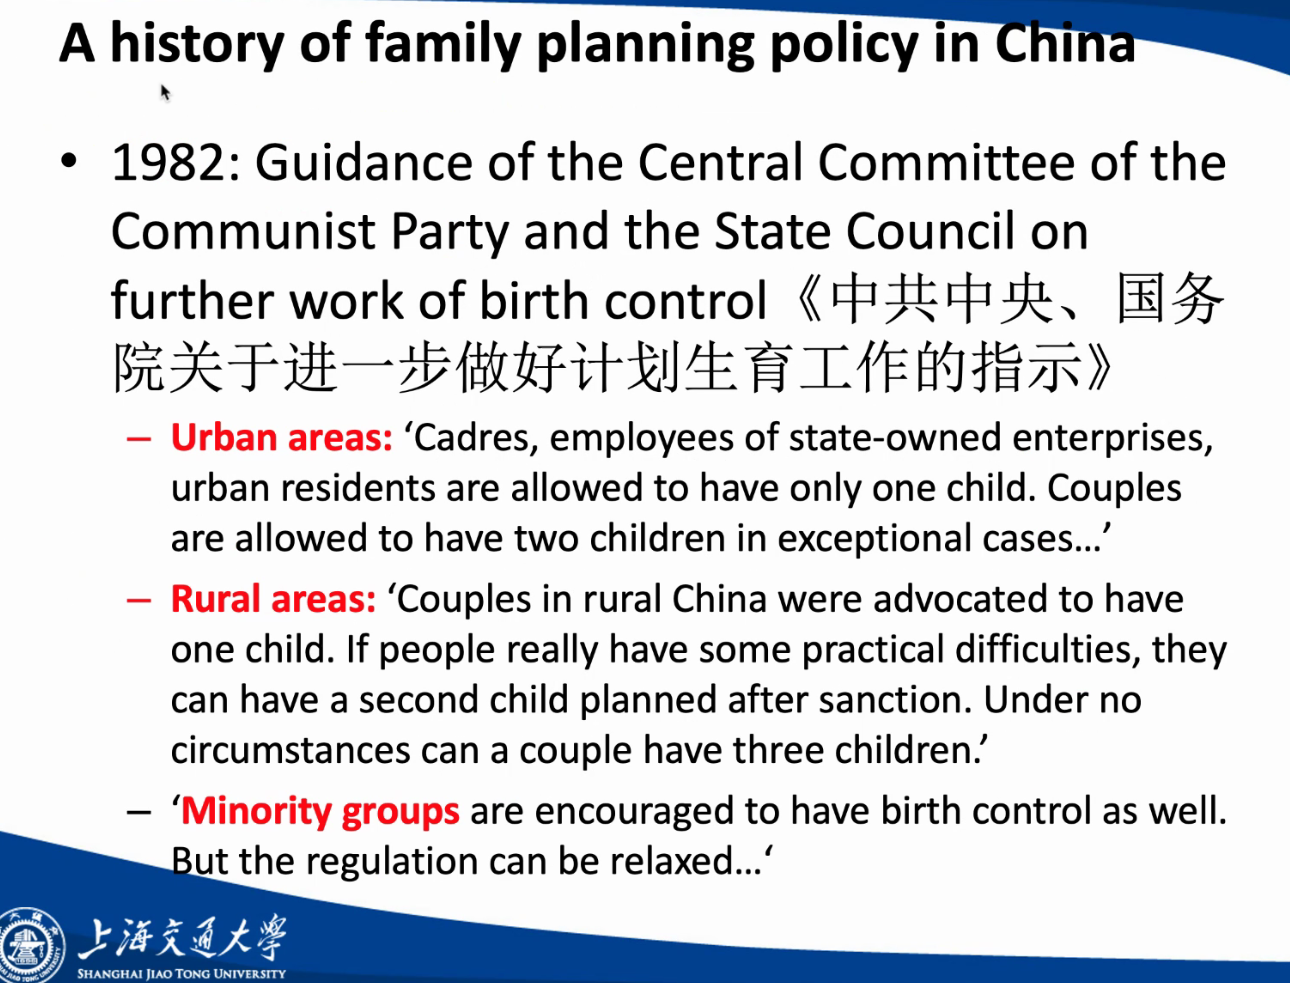 A history of family planning policy in China
• 1982: Guidance of the Central Committee of the
Communist Party and the State Council on
further work of birth control《中共中央、国务
院关于进一步做好计划生育工作的指示》
– Urban areas: ‘Cadres, employees of state-owned enterprises,
urban residents are allowed to have only one child. Couples
are allowed to have two children in exceptional cases…’
– Rural areas: ‘Couples in rural China were advocated to have
one child. If people really have some practical difficulties, they
can have a second child planned after sanction. Under no
circumstances can a couple have three children.’
– ‘Minority groups are encouraged to have birth control as well.
But the regulation can be relaxed…‘
上海交通大學
SHANGHAI JIAO TONG UNIVERSITY